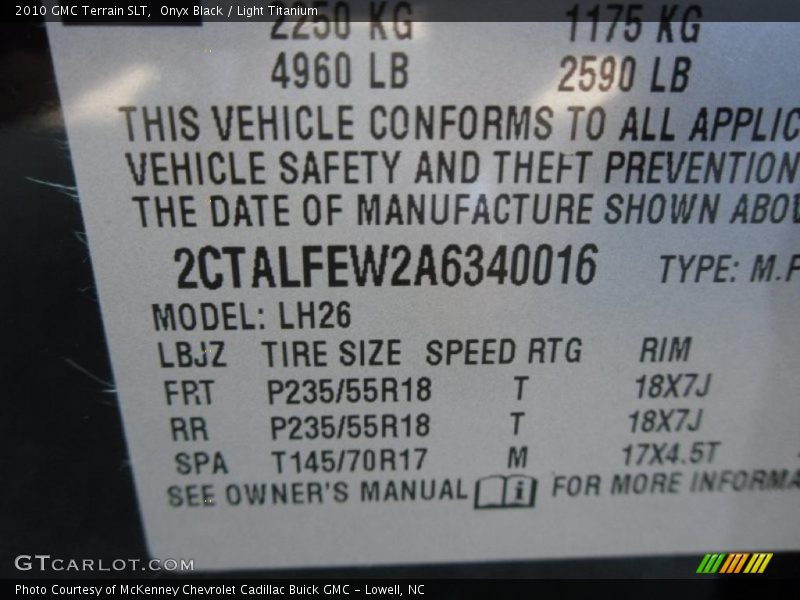 2010 GMC Terrain SLT,  Onyx Black / Light Titanium
2250 KG 1175 KG
4960 LB 2590 LB
THIS VEHICLE CONFORMS TO ALL APPLIC
VEHICLE SAFETY AND THEFT PREVENTION
THE DATE OF MANUFACTURE SHOWN ABOV
2CTALFEW2A6340016 TYPE: M.P
MODEL: LH26
LBJZ TIRE SIZE SPEED RTG RIM
FRT P235/55R18 T 18X7J
RR P235/55R18 T 18X7J
SPA T145/70R17 M 17X4.5T
SEE OWNER'S MANUAL i FOR MORE INFORMA
GTCARLOT.COM
Photo Courtesy of McKenney Chevrolet Cadillac Buick GMC - Lowell, NC